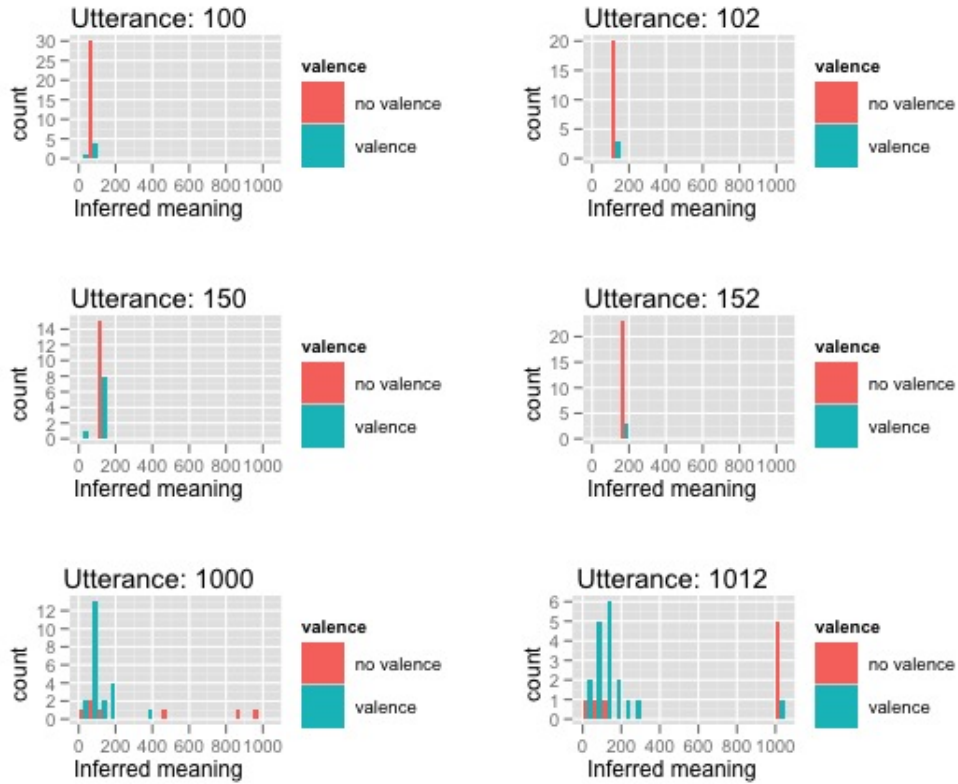 Utterance: 100
30
25
20
15
10
5
0
count
0 200 400 600 800 1000
Inferred meaning
valence
no valence
valence
Utterance: 102
20
15
10
5
0
count
0 200 400 600 800 1000
Inferred meaning
valence
no valence
valence
Utterance: 150
14
12
10
8
6
4
2
0
count
0 200 400 600 800 1000
Inferred meaning
valence
no valence
valence
Utterance: 152
20
15
10
5
0
count
0 200 400 600 800 1000
Inferred meaning
valence
no valence
valence
Utterance: 1000
12
10
8
6
4
2
0
count
0 200 400 600 800 1000
Inferred meaning
valence
no valence
valence
Utterance: 1012
6
5
4
3
2
1
0
count
0 200 400 600 800 1000
Inferred meaning
valence
no valence
valence